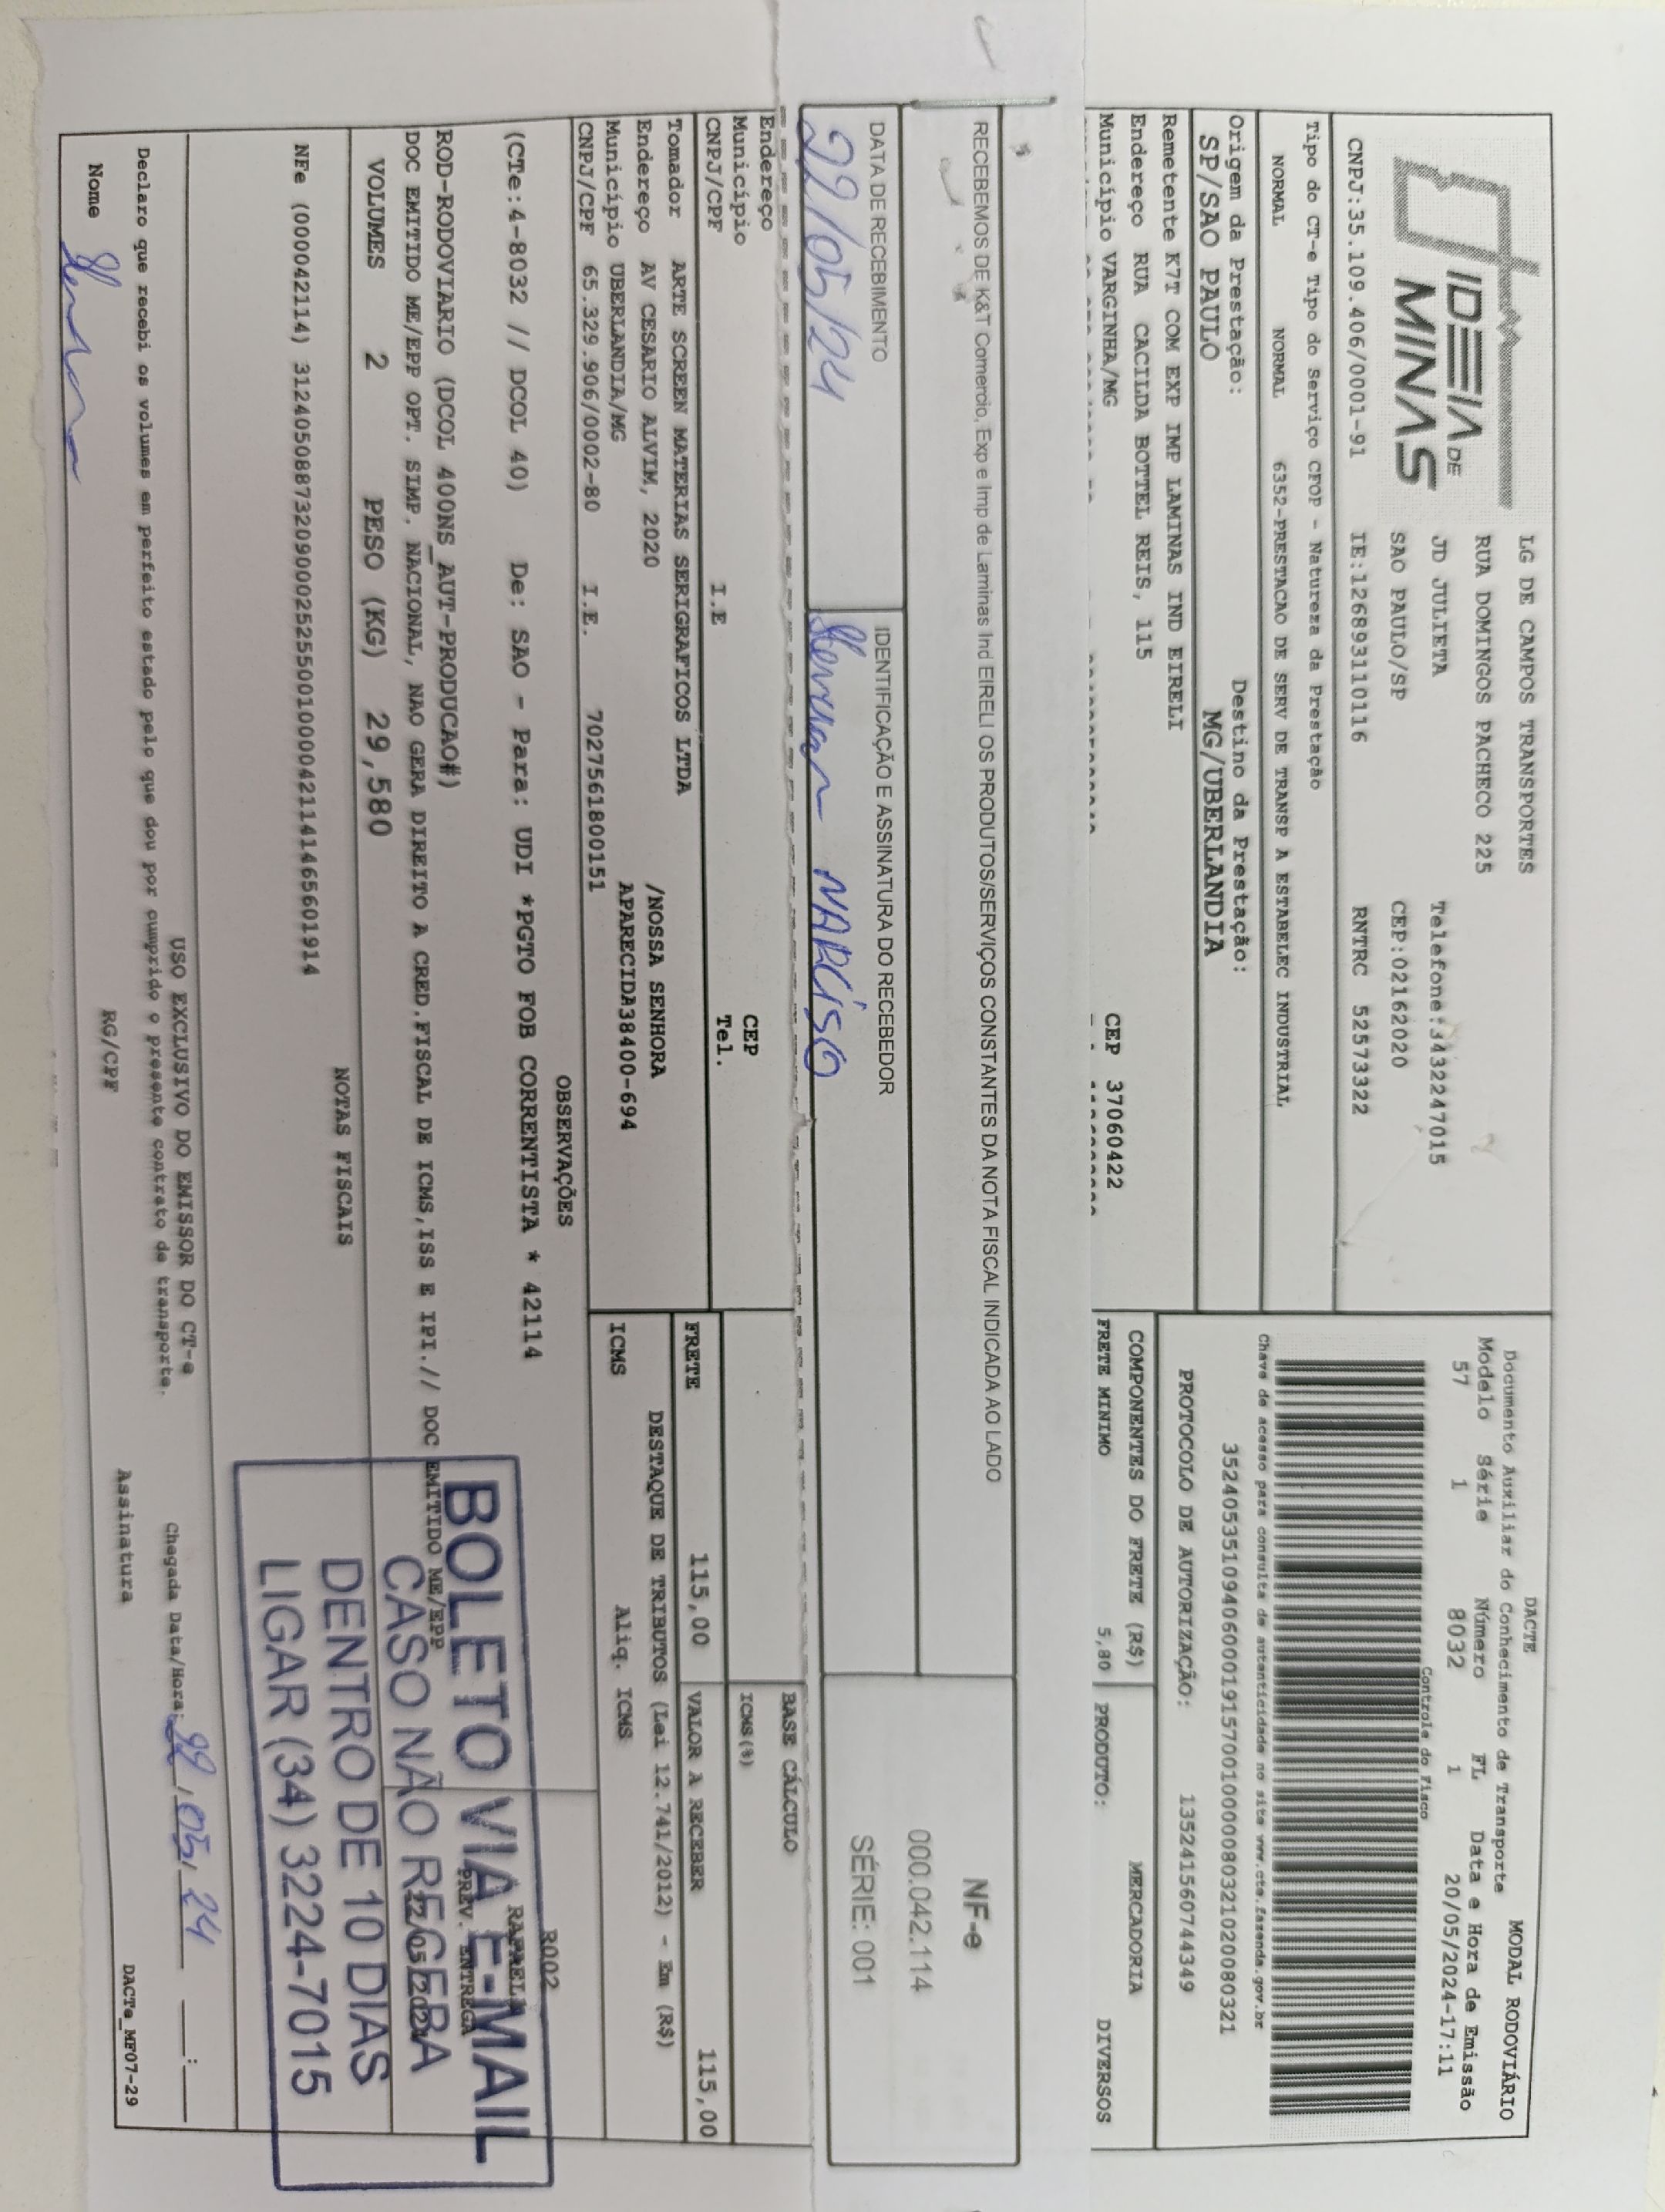 IDEIA DE
MINAS
LG DE CAMPOS TRANSPORTES
RUA DOMINGOS PACHECO 225
JD JULIETA Telefone:3432247015
SAO PAULO/SP CEP:02162020
CNPJ:35.109.406/0001-91 IE:126893110116 RNTRC 52573322
DACTE MODAL RODOVIÁRIO
Documento Auxiliar do Conhecimento de Transporte
Modelo Série Número FL Data e Hora de Emissão
57 1 8032 1 20/05/2024-17:11
Controle do Fisco
Chave de acesso para consulta de autenticidade no site www.cte.fazenda.gov.br
35240535109406000191570010000080321020080321
PROTOCOLO DE AUTORIZAÇÃO: 135241560744349
Tipo do CT-e Tipo do Serviço CFOP - Natureza da Prestação
NORMAL NORMAL 6352-PRESTACAO DE SERV DE TRANSP A ESTABELEC INDUSTRIAL
Origem da Prestação: Destino da Prestação:
SP/SAO PAULO MG/UBERLANDIA
Remetente K7T COM EXP IMP LAMINAS IND EIRELI
Endereço RUA CACILDA BOTTEL REIS, 115
Município VARGINHA/MG CEP 37060422
COMPONENTES DO FRETE (R$) MERCADORIA
FRETE MINIMO 5,80 PRODUTO: DIVERSOS
RECEBEMOS DE K&T Comercio, Exp e Imp de Laminas Ind EIRELI OS PRODUTOS/SERVIÇOS CONSTANTES DA NOTA FISCAL INDICADA AO LADO
NF-e
000.042.114
SÉRIE: 001
DATA DE RECEBIMENTO IDENTIFICAÇÃO E ASSINATURA DO RECEBEDOR
22/05/24 NARCISO
Endereço
Município CEP
CNPJ/CPF I.E Tel.
BASE CÁLCULO
ICMS(%)
Tomador ARTE SCREEN MATERIAS SERIGRAFICOS LTDA
Endereço AV CESARIO ALVIM, 2020 /NOSSA SENHORA
Município UBERLANDIA/MG APARECIDA38400-694
CNPJ/CPF 65.329.906/0002-80 I.E. 7027561800151
FRETE 115,00 VALOR A RECEBER 115,00
DESTAQUE DE TRIBUTOS (Lei 12.741/2012) - Em (R$)
ICMS Aliq. ICMS
OBSERVAÇÕES
R002
(CTe:4-8032 // DCOL 40) De: SAO - Para: UDI *PGTO FOB CORRENTISTA * 42114
RAFAELA
PREV. ENTREGA
22/05/2024
ROD-RODOVIARIO (DCOL 400NS_AUT-PRODUCAO#)
DOC EMITIDO ME/EPP OPT. SIMP. NACIONAL, NAO GERA DIREITO A CRED.FISCAL DE ICMS,ISS E IPI.// DOC EMITIDO ME/EPP
VOLUMES 2 PESO (KG) 29,580
BOLETO VIA E-MAIL
CASO NÃO RECEBA
DENTRO DE 10 DIAS
LIGAR (34) 3224-7015
NOTAS FISCAIS
NFe (000042114) 31240508873209000252550010000421141465601914
USO EXCLUSIVO DO EMISSOR DO CT-e
Declaro que recebi os volumes em perfeito estado pelo que dou por cumprido o presente contrato de transporte.
Chegada Data/Hora: 22/05/24 __:__
Nome RG/CPF Assinatura
DACTe_MF07-29